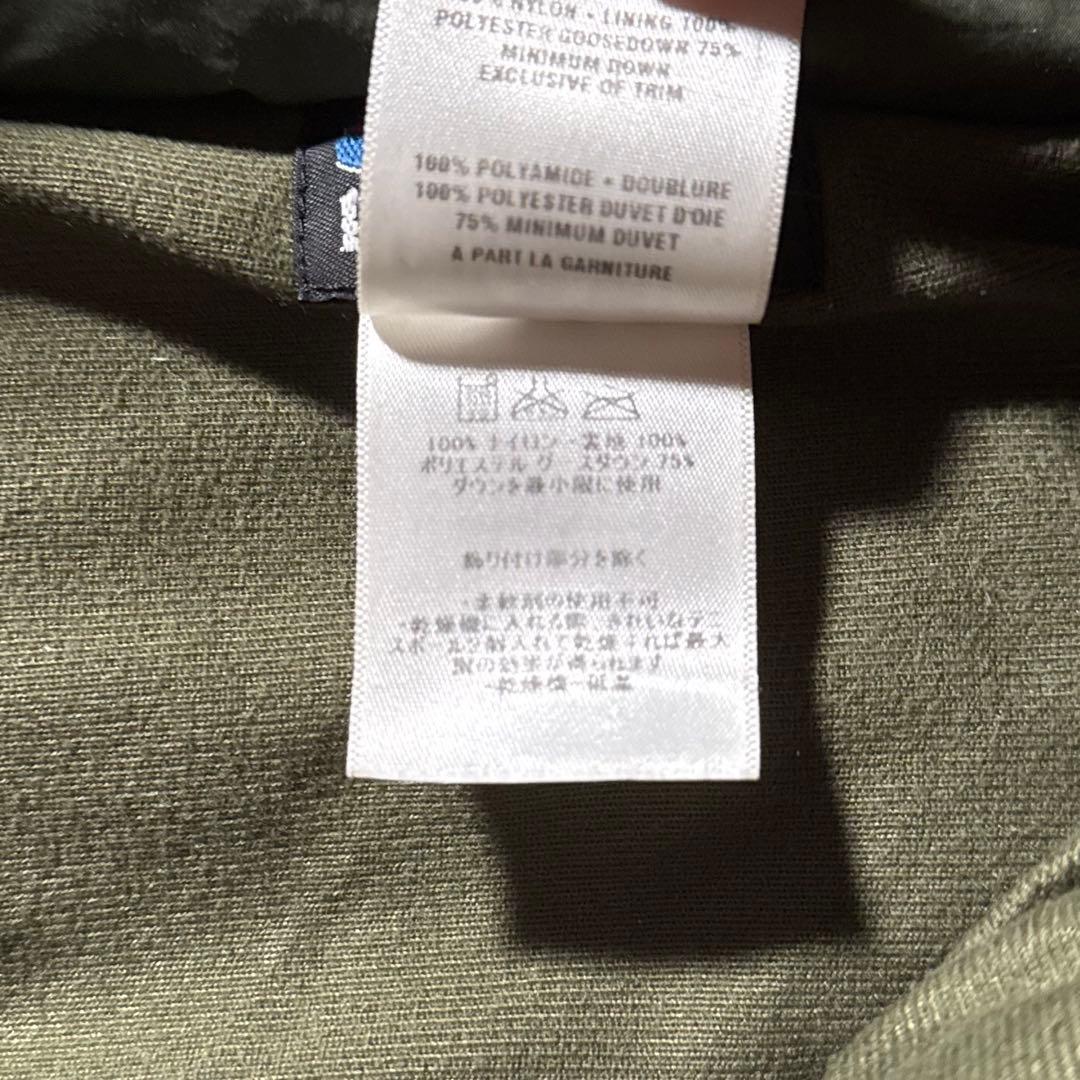 NYLON • LINING 100%
POLYESTER GOOSEDOWN 75%
MINIMUM DOWN
EXCLUSIVE OF TRIM
100% POLYAMIDE • DOUBLURE
100% POLYESTER DUVET D'OIE
75% MINIMUM DUVET
À PART LA GARNITURE
100% ナイロン - 100%
ポリエステル グースダウン 75%
ダウンを最小限に使用
飾り付け部分を除く
の使用不可
・乾燥機に入れる際 きれいなテニ
スボールを 入れて乾燥すれば最大
限の効果が得られます
-乾燥機-低温